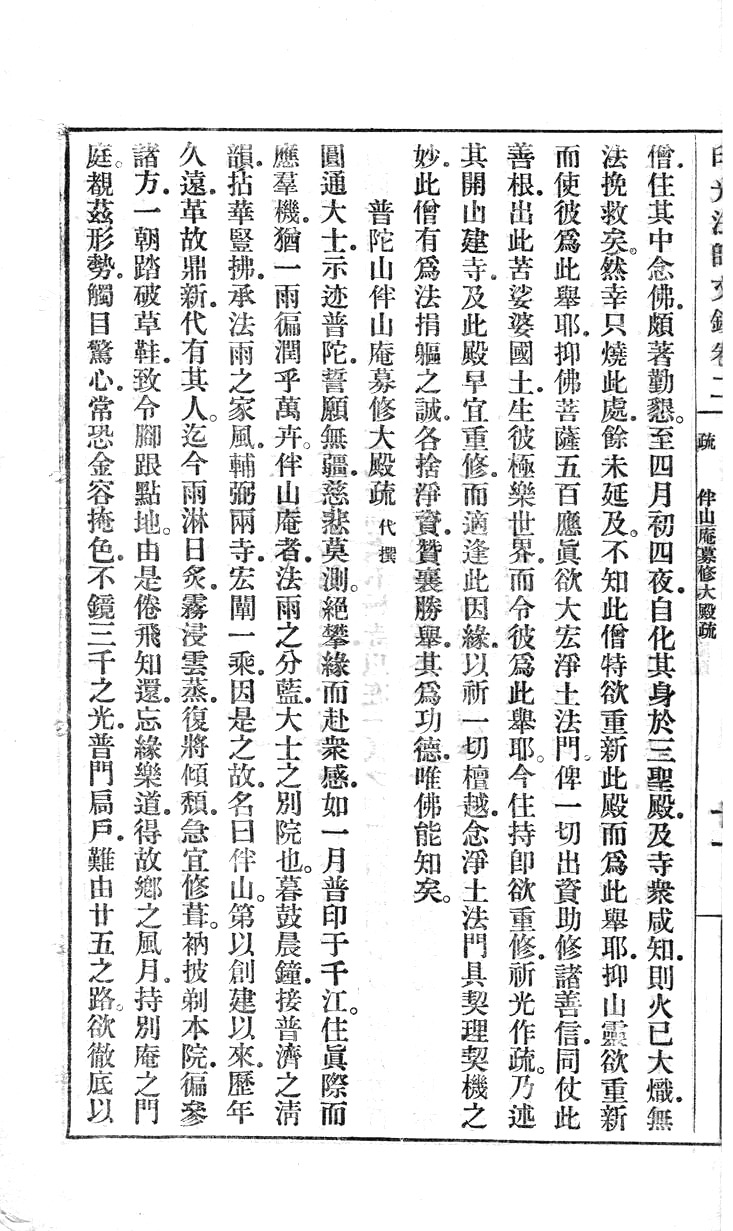 印光法師文鈔卷二 疏 伴山庵募修大殿疏 十一
僧。住其中念佛。頗著勤懇。至四月初四夜。自化其身於三聖殿。及寺衆咸知。則火已大熾。無
法挽救矣。然幸只燒此處。餘未延及。不知此僧特欲重新此殿而爲此舉耶。抑山靈欲重新
而使彼爲此舉耶。抑佛菩薩五百應眞欲大宏淨土法門。俾一切出資助修諸善信。同仗此
善根。出此苦娑婆國土。生彼極樂世界。而令彼爲此舉耶。今住持卽欲重修。祈光作疏。乃述
其開山建寺。及此殿早宜重修。而適逢此因緣。以祈一切檀越。念淨土法門具契理契機之
妙。此僧有爲法捐軀之誠。各捨淨資。贊襄勝舉。其爲功德。唯佛能知矣。
普陀山伴山庵募修大殿疏 代撰
圓通大士。示迹普陀。誓願無疆。慈悲莫測。絕攀緣而赴衆感。如一月普印于千江。住眞際而
應羣機。猶一雨徧潤乎萬卉。伴山庵者。法雨之分藍。大士之別院也。暮鼓晨鐘。接普濟之淸
韻。拈華豎拂。承法雨之家風。輔弼兩寺。宏闡一乘。因是之故。名曰伴山。第以創建以來。歷年
久遠。革故鼎新。代有其人。迄今雨淋日炙。霧浸雲蒸。復將傾頹。急宜修葺。衲披剃本院。徧參
諸方。一朝踏破草鞋。致令腳跟點地。由是倦飛知還。忘緣樂道。得故鄉之風月。持別庵之門
庭。覩茲形勢。觸目驚心。常恐金容掩色。不鏡三千之光。普門扃戶。難由廿五之路。欲徹底以